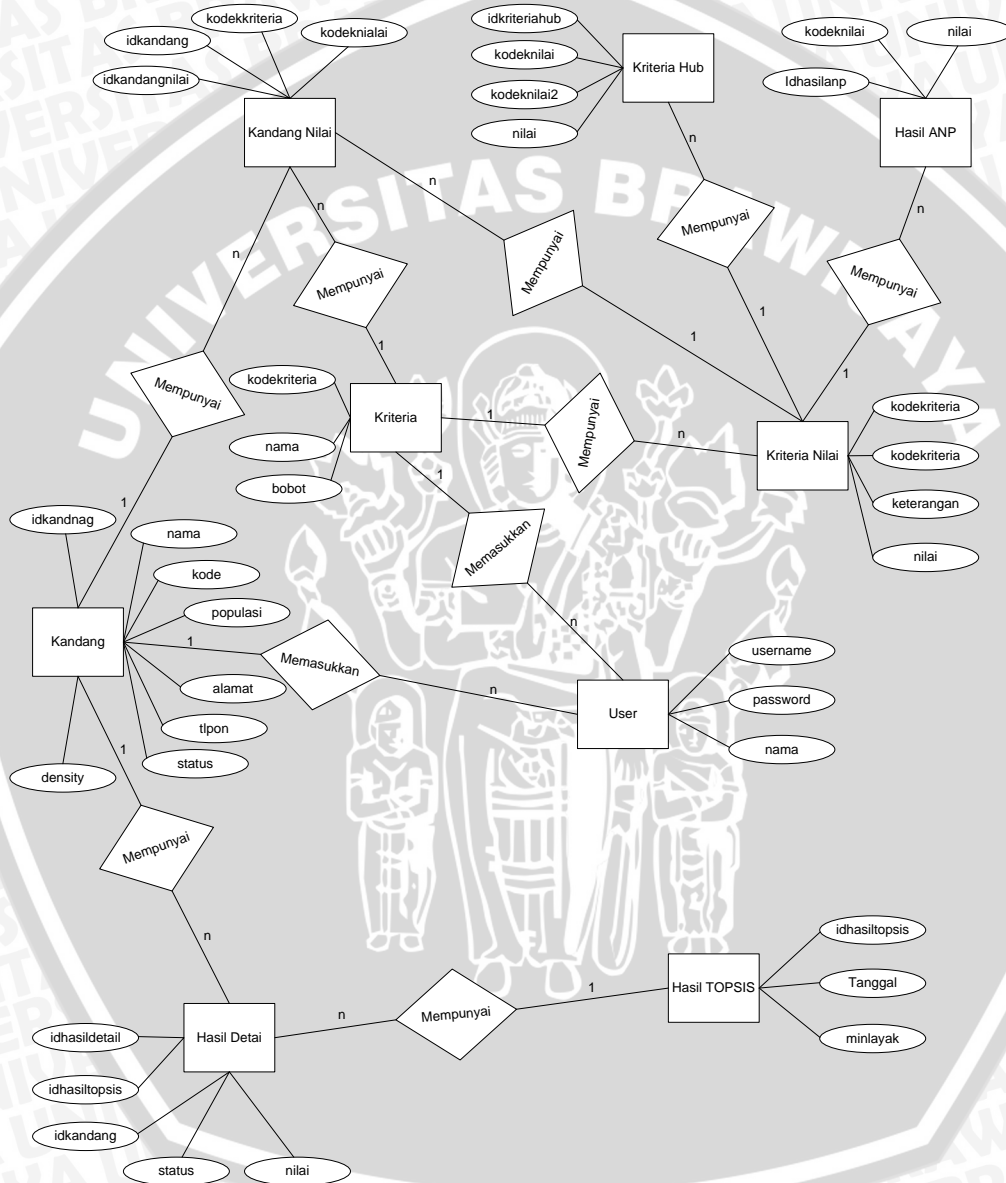 kodekkriteria
idkandang
kodeknialai
idkandangnilai
Kandang Nilai
idkriteriahub
kodeknilai
kodeknilai2
nilai
Kriteria Hub
kodeknilai
nilai
Idhasilanp
Hasil ANP
UNIVERSITAS BRAWIJAYA
n
n
n
n
n
Mempunyai
Mempunyai
Mempunyai
Mempunyai
Mempunyai
1
1
1
1
1
kodekriteria
nama
bobot
Kriteria
1
Mempunyai
n
Kriteria Nilai
kodekriteria
kodekriteria
keterangan
nilai
1
Memasukkan
n
idkandnag
nama
kode
populasi
alamat
tlpon
status
density
Kandang
1
Memasukkan
n
User
username
password
nama
1
Mempunyai
n
Hasil Detai
idhasildetail
idhasiltopsis
idkandang
status
nilai
n
Mempunyai
1
Hasil TOPSIS
idhasiltopsis
Tanggal
minlayak